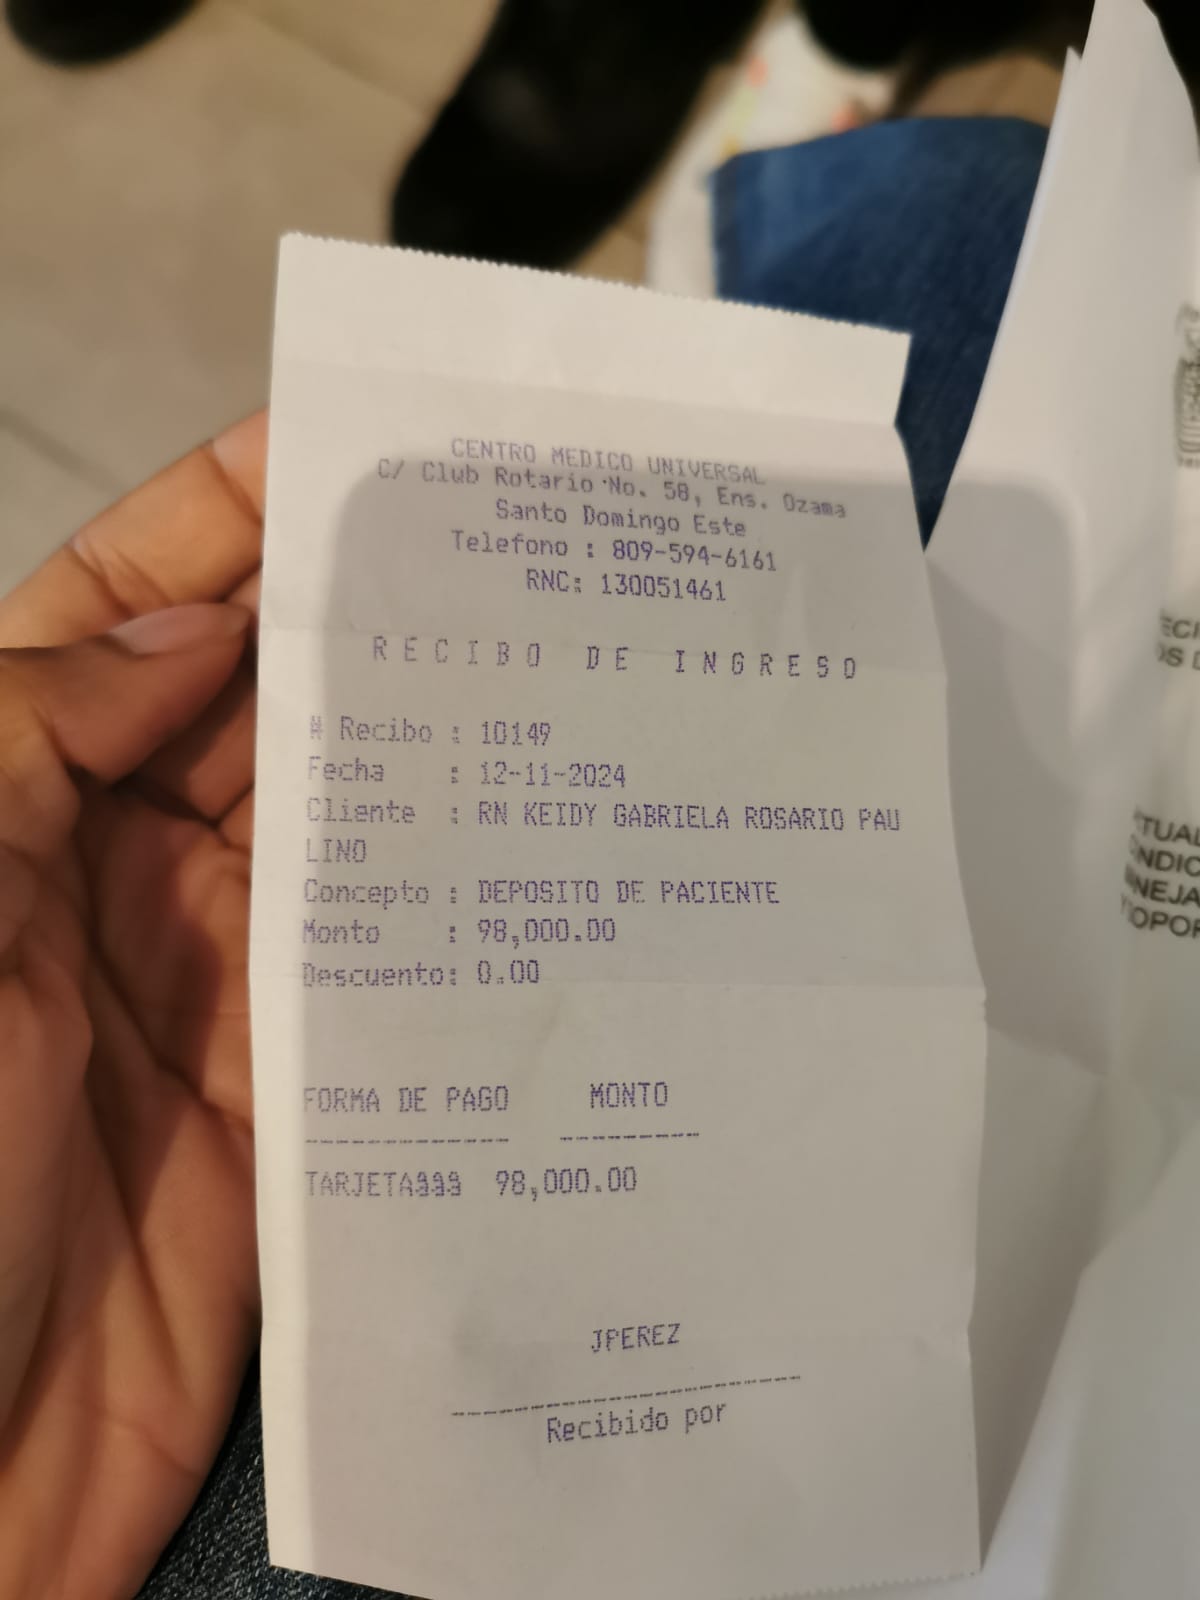 CENTRO MEDICO UNIVERSAL
C/ Club Rotario No. 58, Ens. Ozama
Santo Domingo Este
Telefono : 809-594-6161
RNC: 130051461
RECIBO DE INGRESO
# Recibo : 10149
Fecha : 12-11-2024
Cliente : RN KEIDY GABRIELA ROSARIO PAU
LINO
Concepto : DEPOSITO DE PACIENTE
Monto : 98,000.00
Descuento: 0.00
FORMA DE PAGO MONTO
TARJETA 98,000.00
JPEREZ
Recibido por